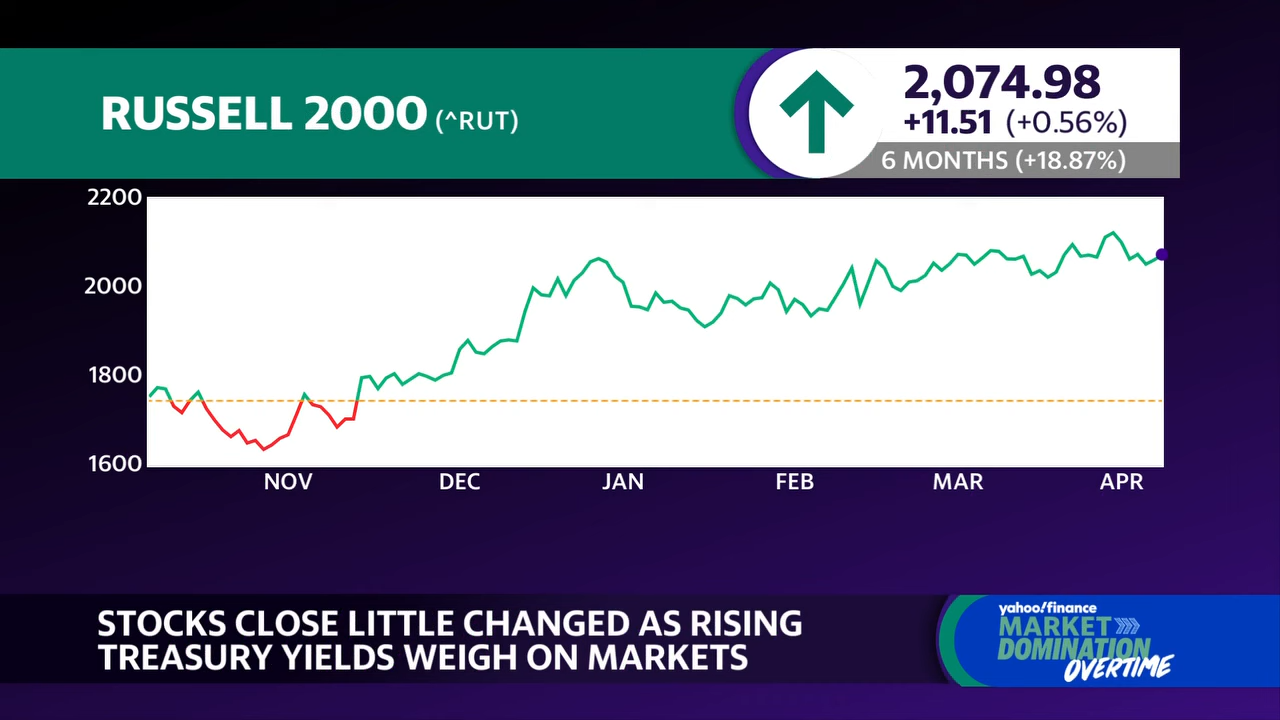 RUSSELL 2000 (^RUT)
2,074.98
+11.51 (+0.56%)
6 MONTHS (+18.87%)
2200
2000
1800
1600
NOV DEC JAN FEB MAR APR
STOCKS CLOSE LITTLE CHANGED AS RISING
TREASURY YIELDS WEIGH ON MARKETS
yahoo!finance
MARKET
DOMINATION
OVERTIME